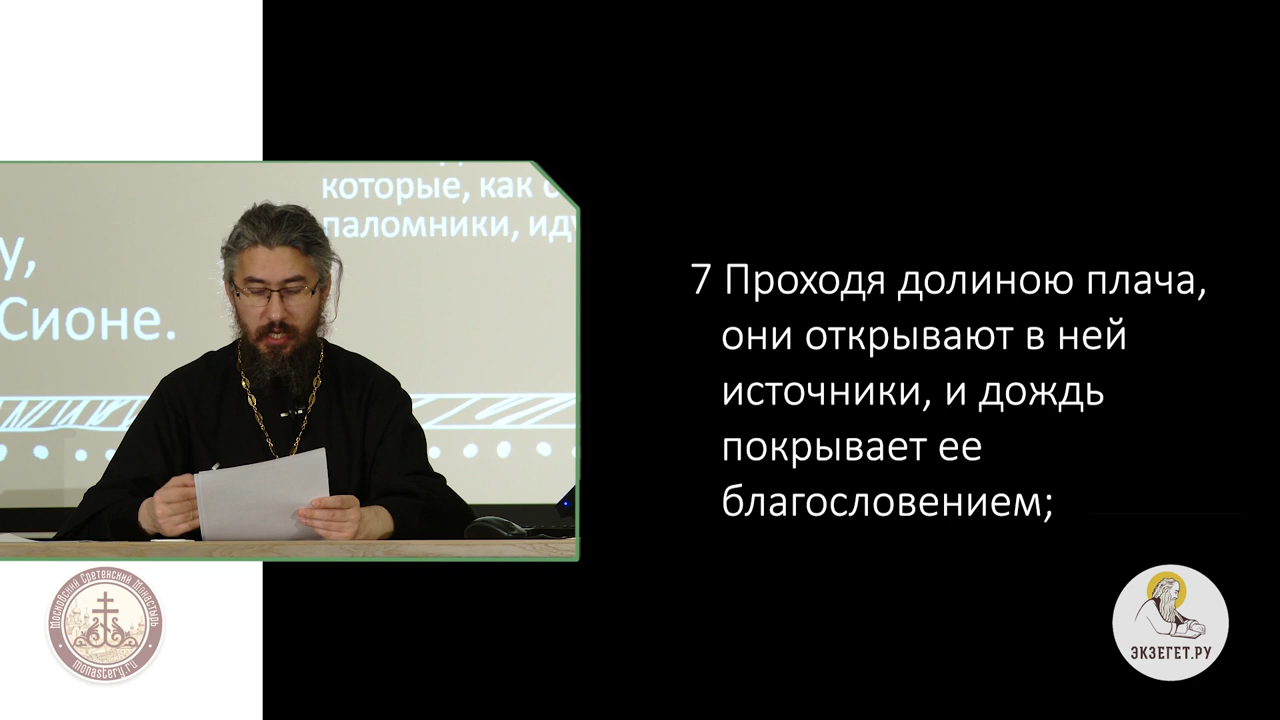 которые, как
паломники,
у,
Сионе.
7 Проходя долиною плача,
они открывают в ней
источники, и дождь
покрывает ее
благословением;
Московский Сретенский Монастырь
monastery.ru
ЭКЗЕГЕТ.РУ